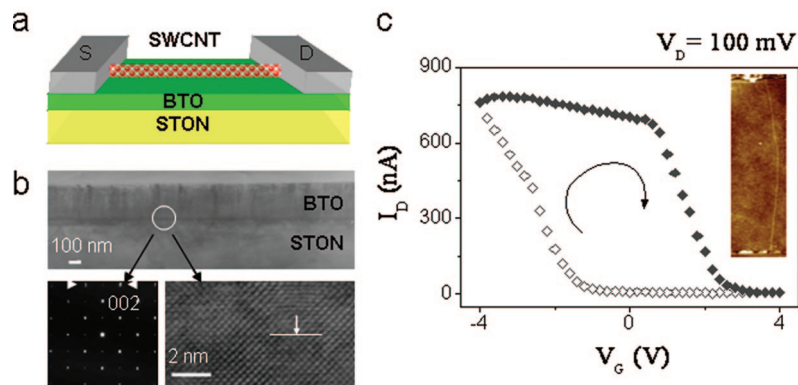 a
SWCNT
S
D
BTO
STON
b
BTO
STON
100 nm
002
2 nm
c
V_D = 100 mV
900
600
300
0
I_D (nA)
-4
0
4
V_G (V)